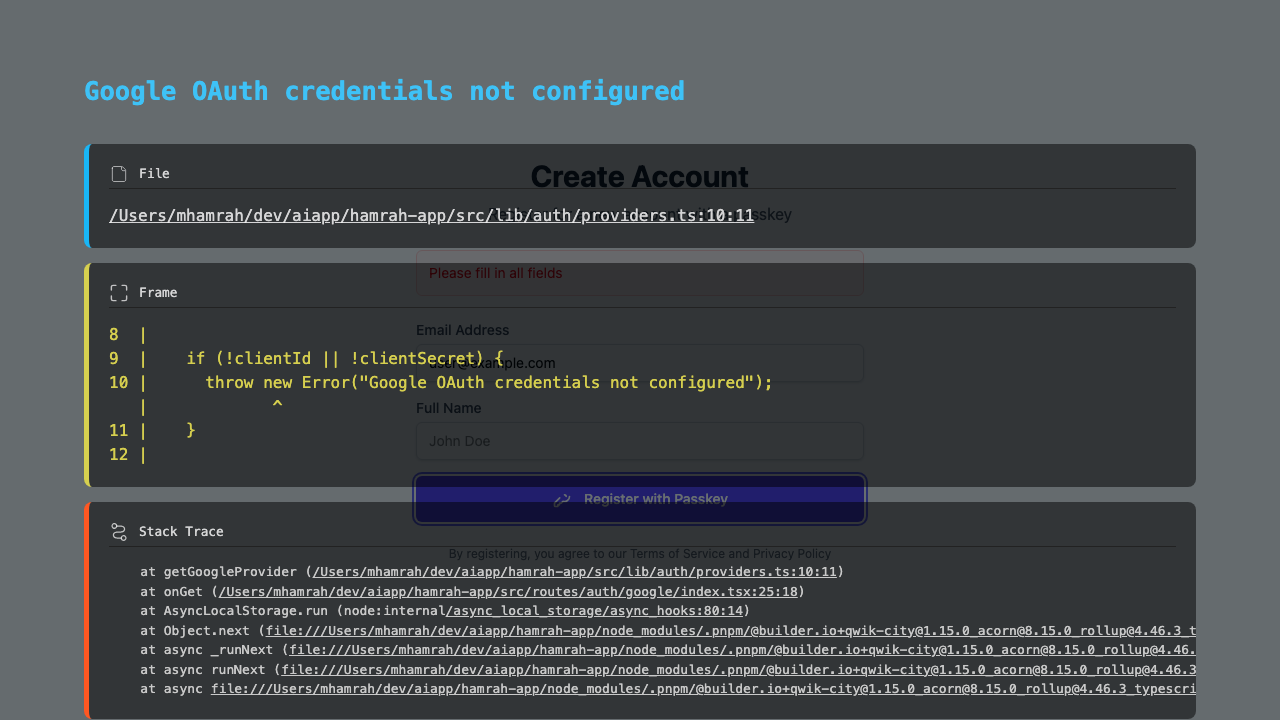 Google OAuth credentials not configured
File
/Users/mhamrah/dev/aiapp/hamrah-app/src/lib/auth/providers.ts:10:11
Create Account
Please fill in all fields
Frame
8 |
9 | if (!clientId || !clientSecret) {
10 | throw new Error("Google OAuth credentials not configured");
| ^
11 | }
12 |
Email Address
user@example.com
Full Name
John Doe
Register with Passkey
Stack Trace
By registering, you agree to our Terms of Service and Privacy Policy
at getGoogleProvider (/Users/mhamrah/dev/aiapp/hamrah-app/src/lib/auth/providers.ts:10:11)
at onGet (/Users/mhamrah/dev/aiapp/hamrah-app/src/routes/auth/google/index.tsx:25:18)
at AsyncLocalStorage.run (node:internal/async_local_storage/async_hooks:80:14)
at Object.next (file:///Users/mhamrah/dev/aiapp/hamrah-app/node_modules/.pnpm/@builder.io+qwik-city@1.15.0_acorn@8.15.0_rollup@4.46.3_t
at async _runNext (file:///Users/mhamrah/dev/aiapp/hamrah-app/node_modules/.pnpm/@builder.io+qwik-city@1.15.0_acorn@8.15.0_rollup@4.46.
at async runNext (file:///Users/mhamrah/dev/aiapp/hamrah-app/node_modules/.pnpm/@builder.io+qwik-city@1.15.0_acorn@8.15.0_rollup@4.46.3
at async file:///Users/mhamrah/dev/aiapp/hamrah-app/node_modules/.pnpm/@builder.io+qwik-city@1.15.0_acorn@8.15.0_rollup@4.46.3_typescri